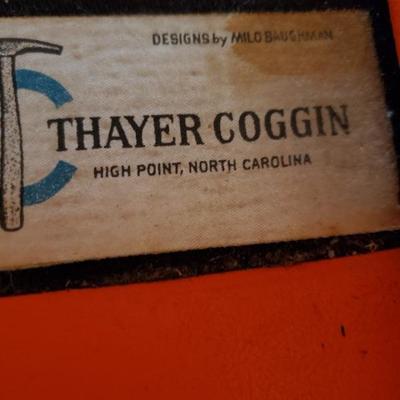 DESIGNS by MILO BAUGHMAN
THAYER COGGIN
HIGH POINT, NORTH CAROLINA